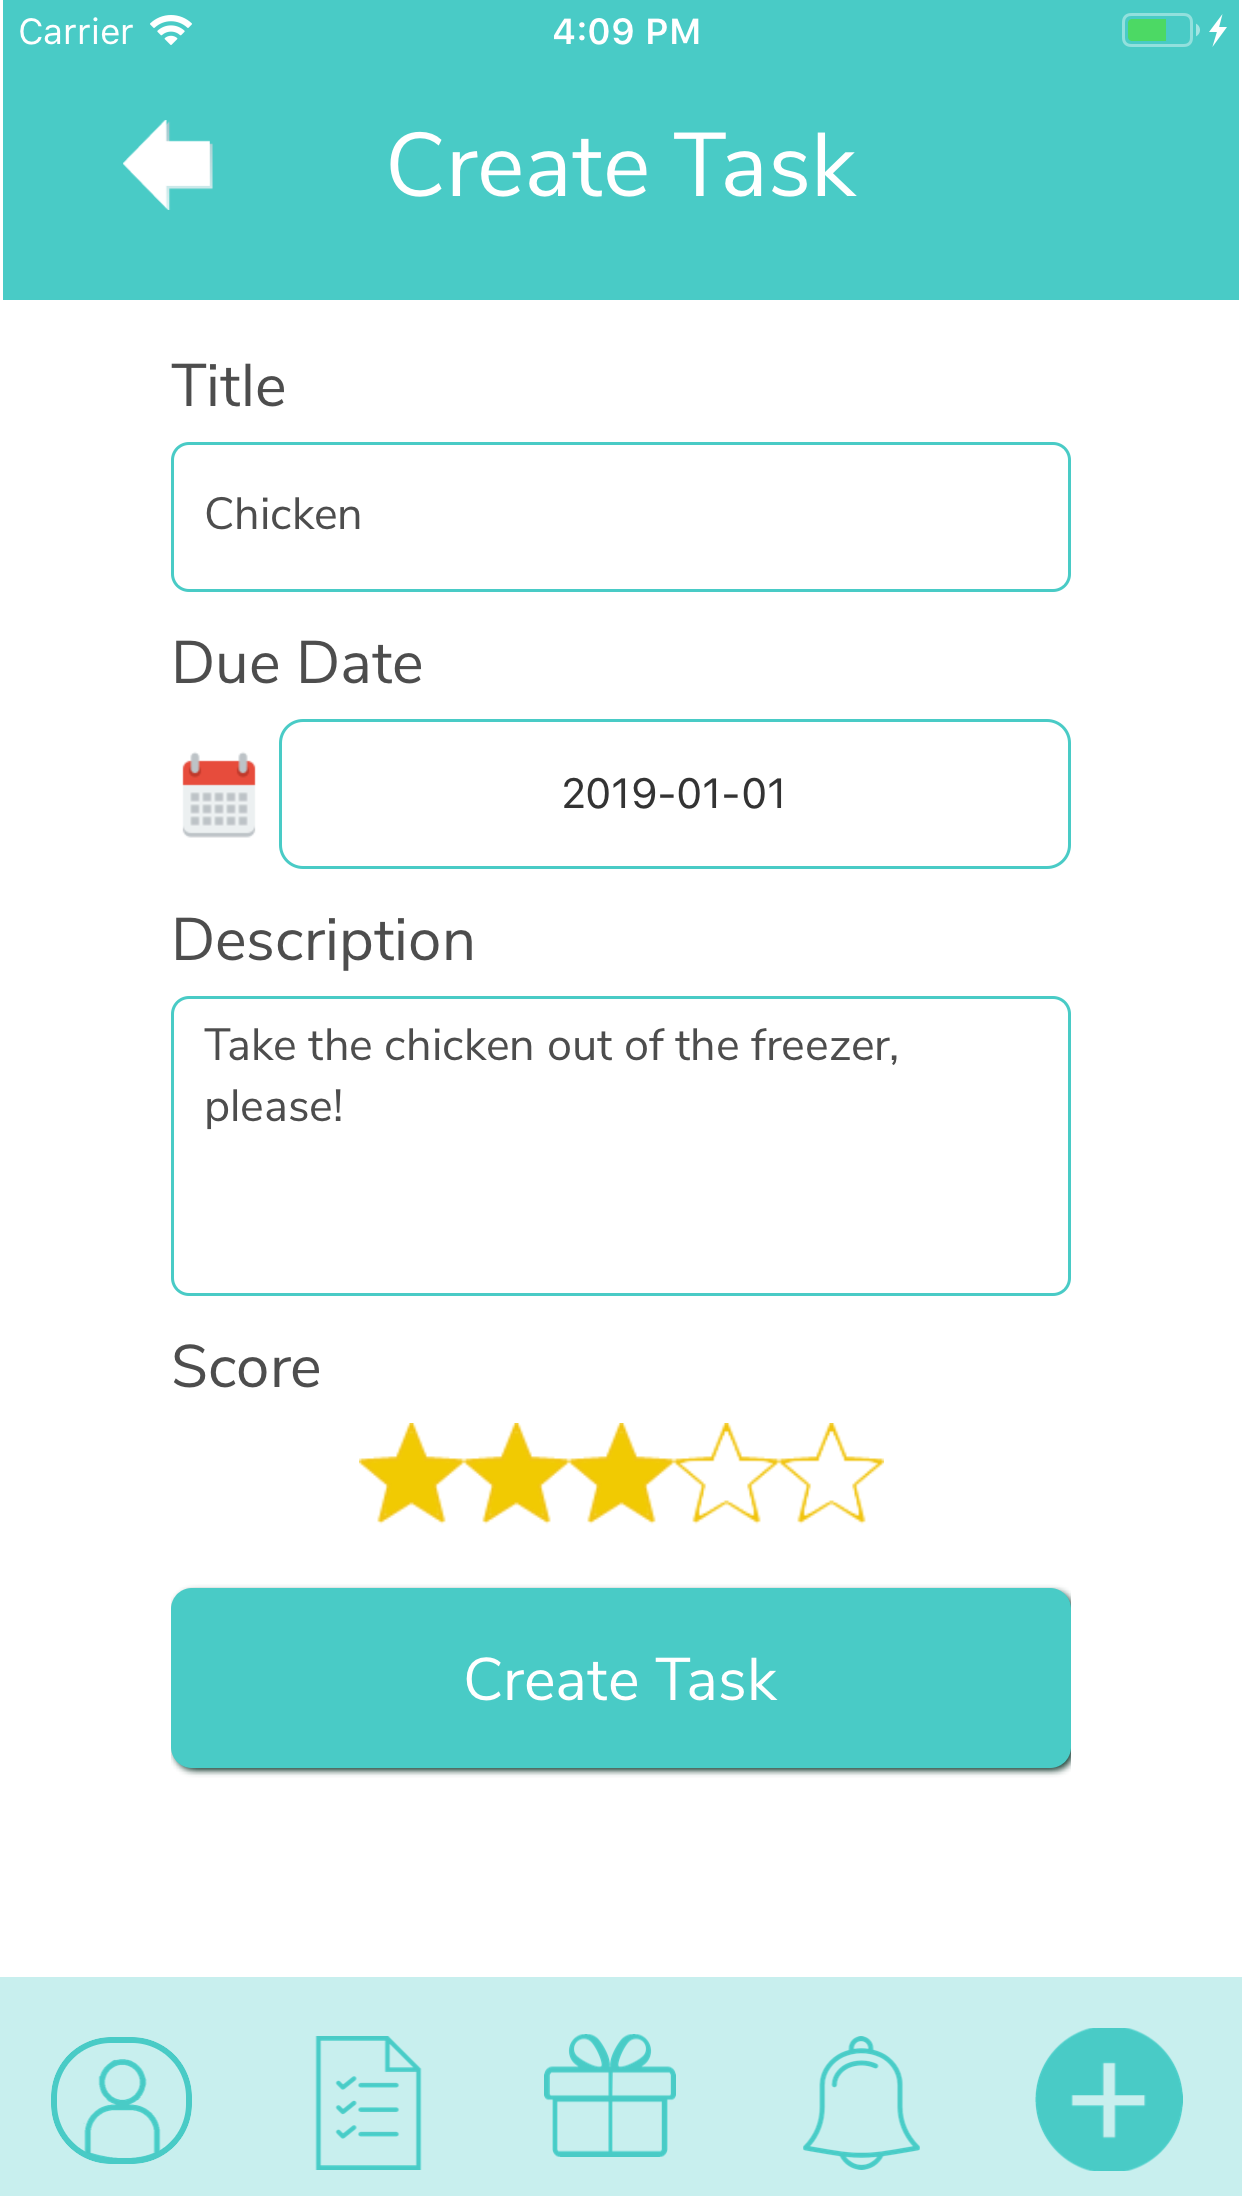 Carrier 4:09 PM
Create Task
Title
Chicken
Due Date
2019-01-01
Description
Take the chicken out of the freezer,
please!
Score
Create Task